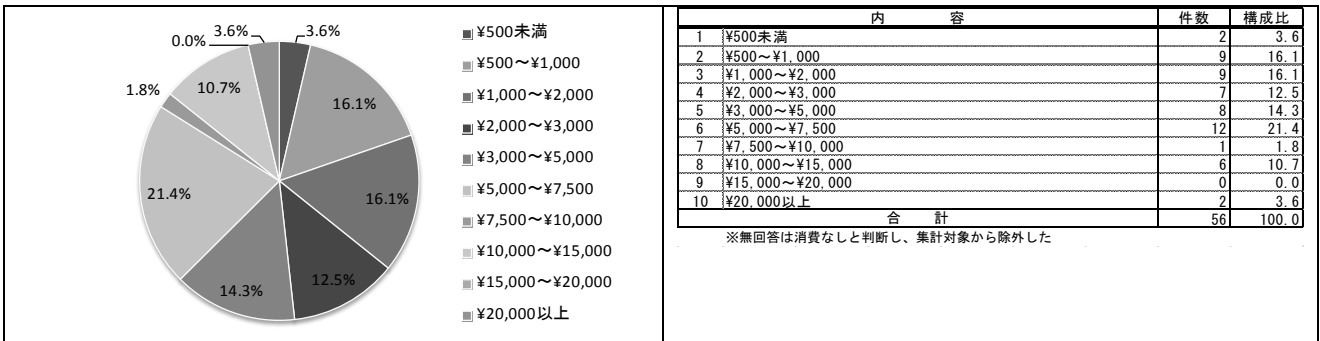 3.6%
3.6%
0.0%
16.1%
10.7%
1.8%
16.1%
21.4%
12.5%
14.3%
¥500未満
¥500～¥1,000
¥1,000～¥2,000
¥2,000～¥3,000
¥3,000～¥5,000
¥5,000～¥7,500
¥7,500～¥10,000
¥10,000～¥15,000
¥15,000～¥20,000
¥20,000以上
内 容 件数 構成比
1 ¥500未満 2 3.6
2 ¥500～¥1,000 9 16.1
3 ¥1,000～¥2,000 9 16.1
4 ¥2,000～¥3,000 7 12.5
5 ¥3,000～¥5,000 8 14.3
6 ¥5,000～¥7,500 12 21.4
7 ¥7,500～¥10,000 1 1.8
8 ¥10,000～¥15,000 6 10.7
9 ¥15,000～¥20,000 0 0.0
10 ¥20,000以上 2 3.6
合 計 56 100.0
※無回答は消費なしと判断し、集計対象から除外した